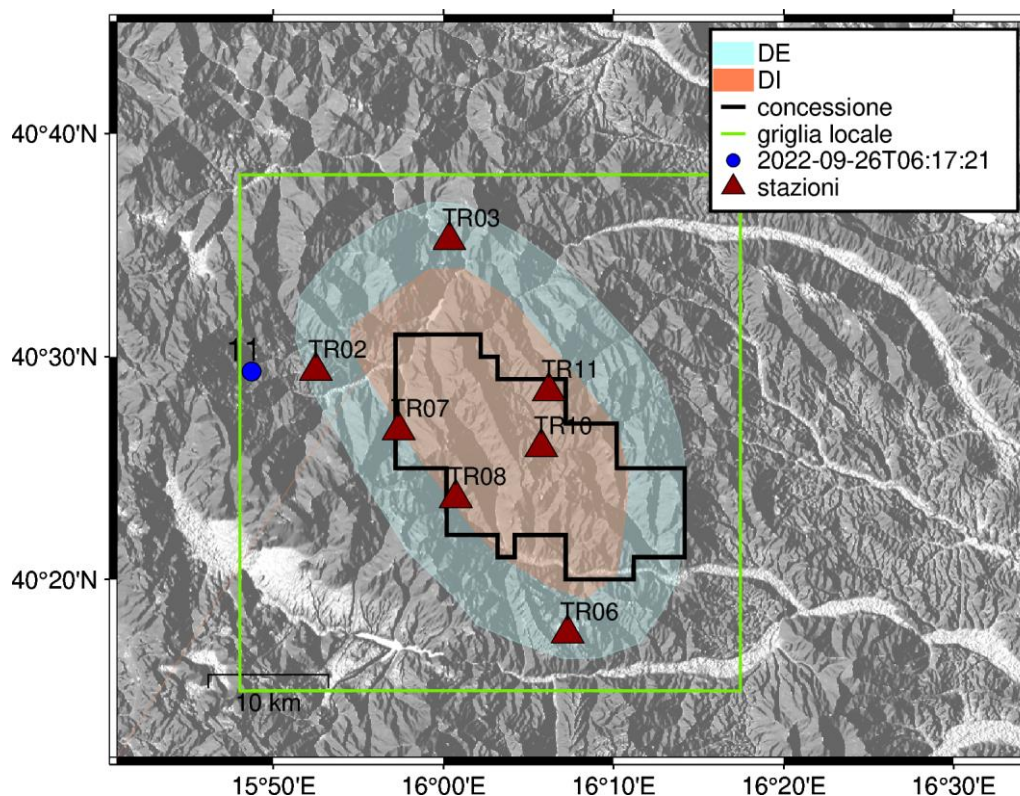 DE
DI
concessione
griglia locale
2022-09-26T06:17:21
stazioni
40°40'N
40°30'N
40°20'N
TR03
11
TR02
TR11
TR07
TR10
TR08
TR06
10 km
15°50'E
16°00'E
16°10'E
16°20'E
16°30'E